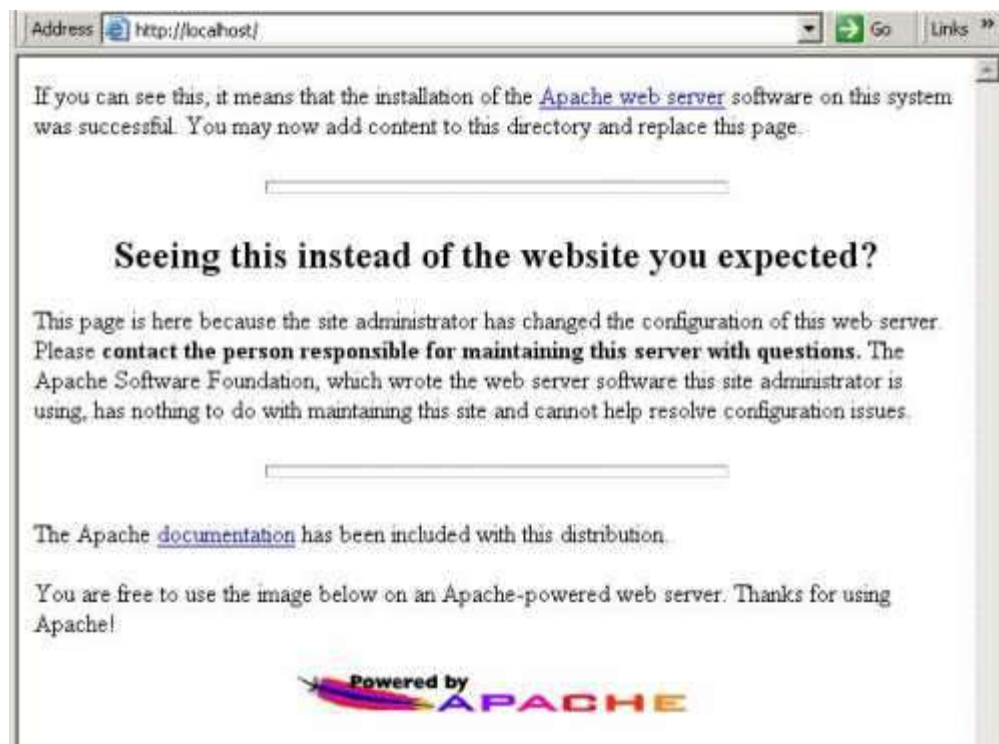 Address http://localhost/ Go Links »
If you can see this, it means that the installation of the Apache web server software on this system
was successful. You may now add content to this directory and replace this page.
Seeing this instead of the website you expected?
This page is here because the site administrator has changed the configuration of this web server.
Please contact the person responsible for maintaining this server with questions. The
Apache Software Foundation, which wrote the web server software this site administrator is
using, has nothing to do with maintaining this site and cannot help resolve configuration issues.
The Apache documentation has been included with this distribution.
You are free to use the image below on an Apache-powered web server. Thanks for using
Apache!
Powered by
APACHE